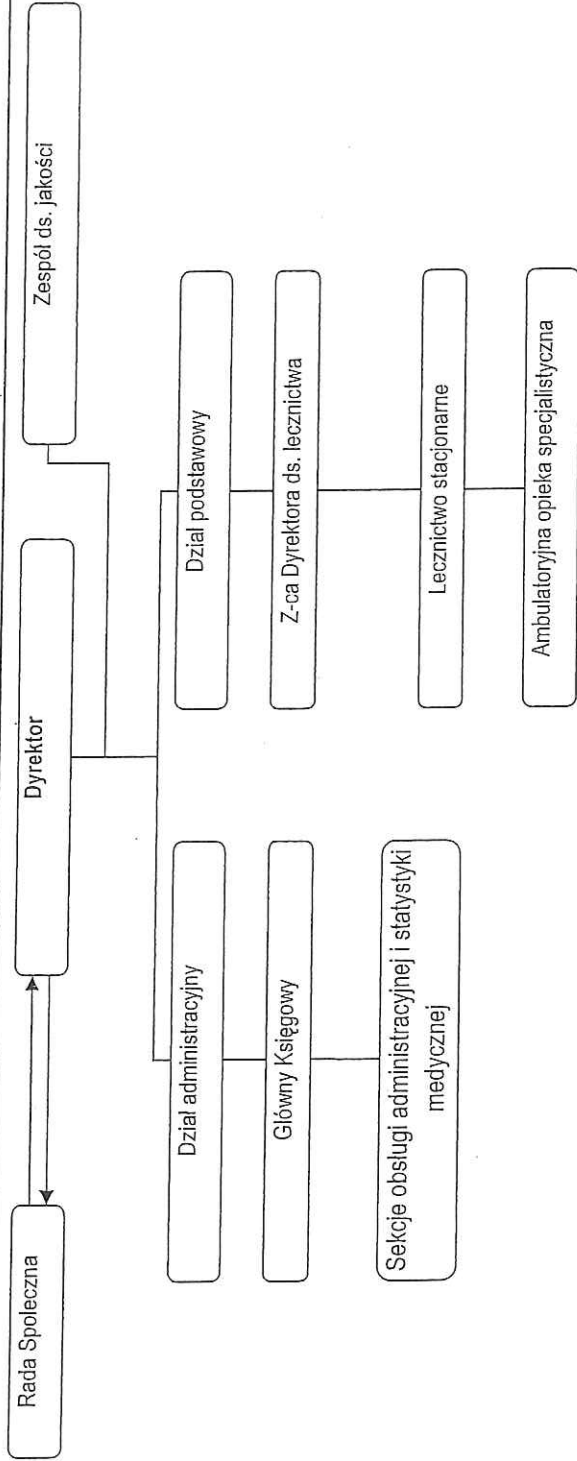 Rada Społeczna
Dyrektor
Zespół ds. jakości
Dział administracyjny
Główny Księgowy
Sekcje obsługi administracyjnej i statystyki
medycznej
Dział podstawowy
Z-ca Dyrektora ds. lecznictwa
Lecznictwo stacjonarne
Ambulatoryjna opieka specjalistyczna